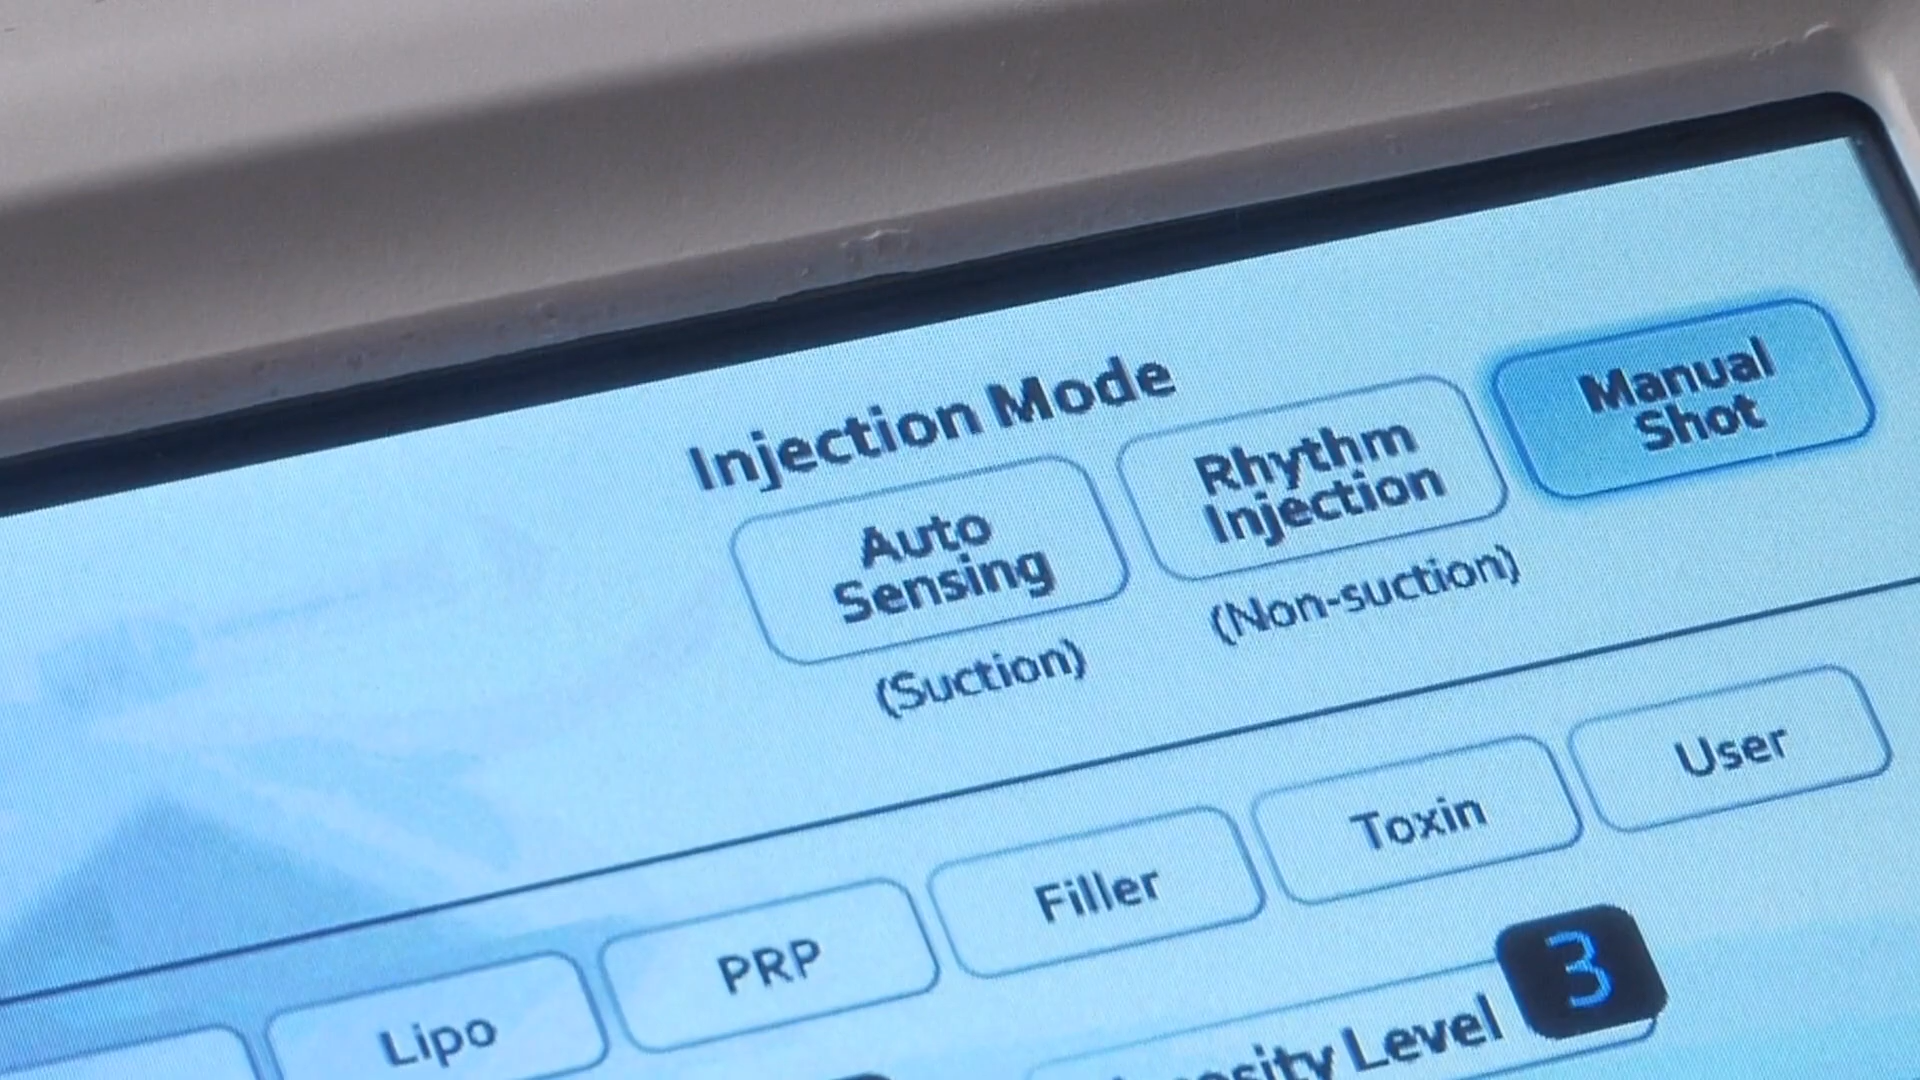 Injection Mode
Auto
Sensing
(Suction)
Rhythm
Injection
(Non-suction)
Manual
Shot
Lipo
PRP
Filler
Toxin
User
Level
3